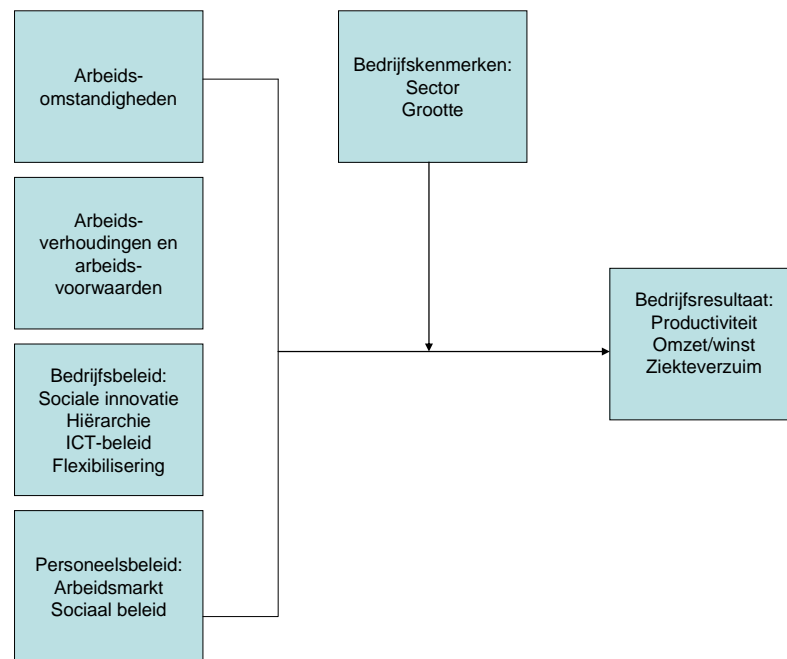 Arbeids-
omstandigheden
Bedrijfskenmerken:
Sector
Grootte
Arbeids-
verhoudingen en
arbeids-
voorwaarden
Bedrijfsresultaat:
Productiviteit
Omzet/winst
Ziekteverzuim
Bedrijfsbeleid:
Sociale innovatie
Hiërarchie
ICT-beleid
Flexibilisering
Personeelsbeleid:
Arbeidsmarkt
Sociaal beleid